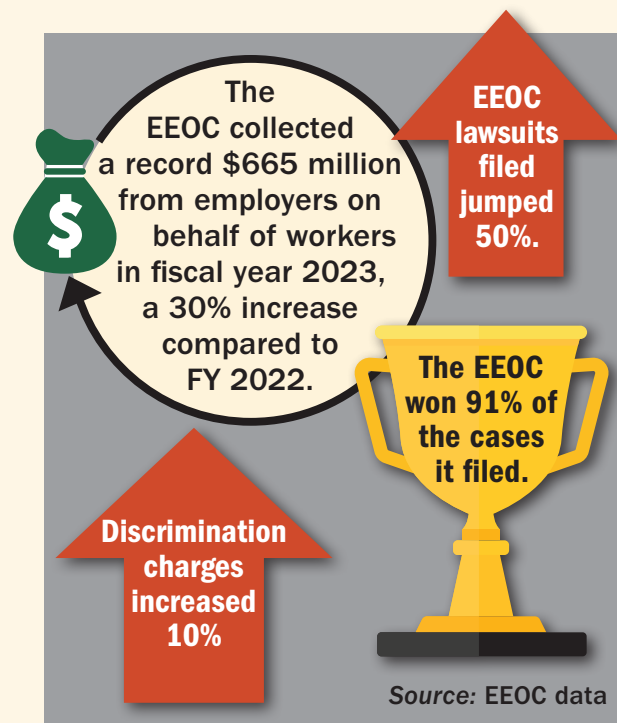 The
EEOC collected
a record $665 million
from employers on
behalf of workers
in fiscal year 2023,
a 30% increase
compared to
FY 2022.
$
EEOC
lawsuits
filed
jumped
50%.
The EEOC
won 91% of
the cases
it filed.
Discrimination
charges
increased
10%
Source: EEOC data